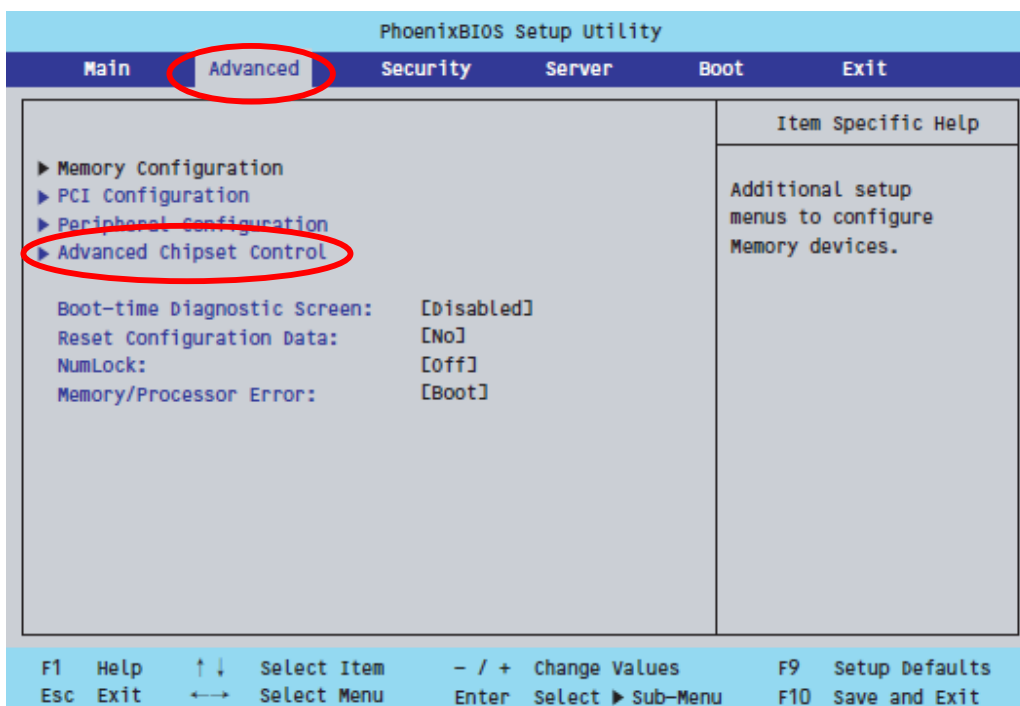 PhoenixBIOS Setup Utility
Main Advanced Security Server Boot Exit
Item Specific Help
▶ Memory Configuration
▶ PCI Configuration
▶ Peripheral Configuration
▶ Advanced Chipset Control
Boot-time Diagnostic Screen: [Disabled]
Reset Configuration Data: [No]
NumLock: [Off]
Memory/Processor Error: [Boot]
Additional setup
menus to configure
Memory devices.
F1 Help ↑↓ Select Item - / + Change Values F9 Setup Defaults
Esc Exit ←→ Select Menu Enter Select ▶ Sub-Menu F10 Save and Exit